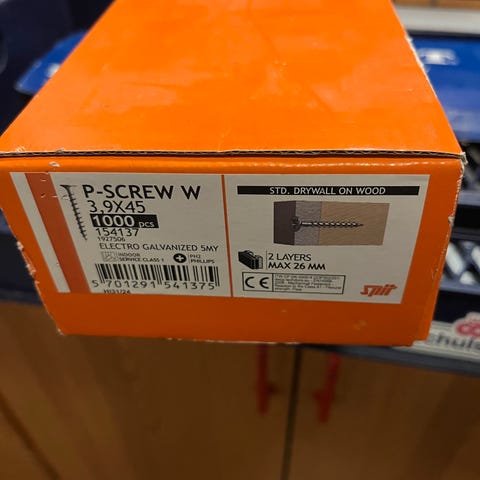 P-SCREW W
3,9X45
1000 pcs
154137
1927506
ELECTRO GALVANIZED 5MY
INDOOR
SERVICE CLASS 1
PH2
PHILLIPS
5 701291 541375
STD. DRYWALL ON WOOD
2 LAYERS
MAX 26 MM
CE
spit
chuls